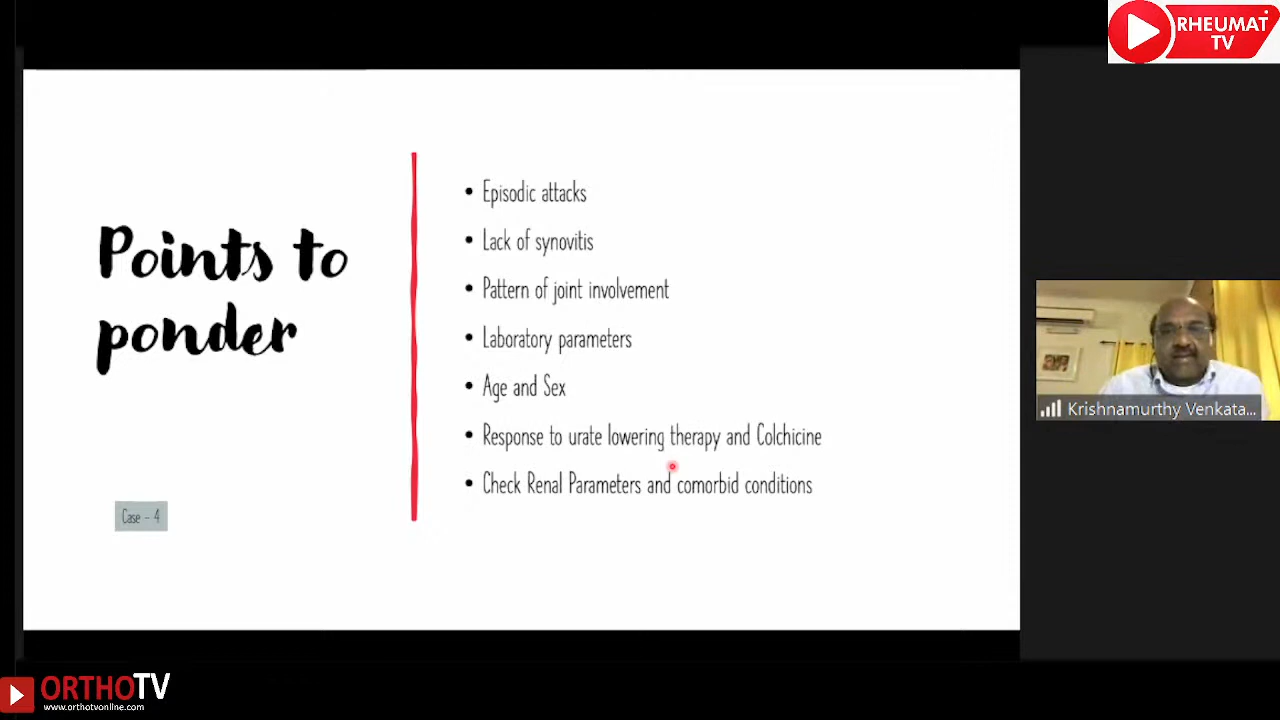 RHEUMAT
TV
Points to
ponder
• Episodic attacks
• Lack of synovitis
• Pattern of joint involvement
• Laboratory parameters
• Age and Sex
• Response to urate lowering therapy and Colchicine
• Check Renal Parameters and comorbid conditions
Case - 4
Krishnamurthy Venkata...
ORTHOTV
www.orthotvonline.com